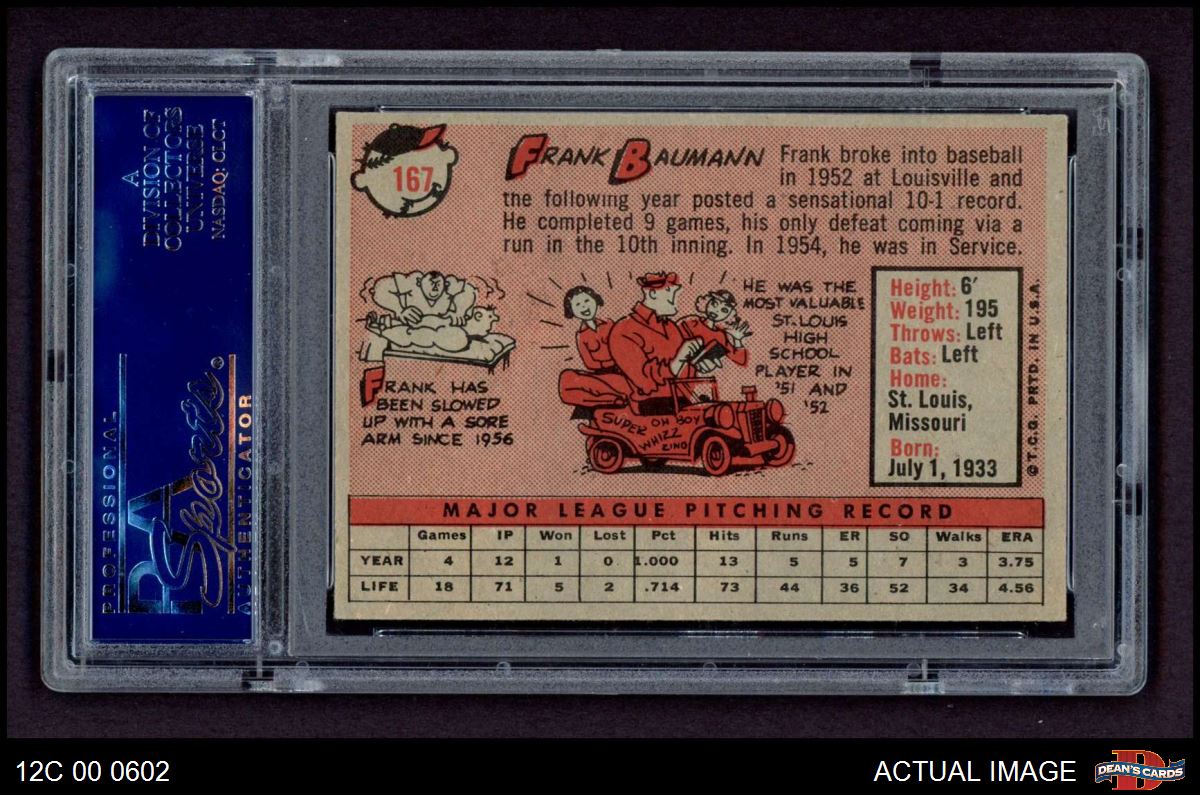 A
DIVISION OF
COLLECTORS
UNIVERSE
NASDAQ: CLCT
PROFESSIONAL
PSA
Sports®
AUTHENTICATOR
167
FRANK BAUMANN
Frank broke into baseball
in 1952 at Louisville and
the following year posted a sensational 10-1 record.
He completed 9 games, his only defeat coming via a
run in the 10th inning. In 1954, he was in Service.
FRANK HAS
BEEN SLOWED
UP WITH A SORE
ARM SINCE 1956
SUPER OH BOY
WHIZZ
ZING
HE WAS THE
MOST VALUABLE
ST. LOUIS
HIGH
SCHOOL
PLAYER IN
'51 AND
'52
Height: 6'
Weight: 195
Throws: Left
Bats: Left
Home:
St. Louis,
Missouri
Born:
July 1, 1933
© T.C.G. PRTD. IN U.S.A.
MAJOR LEAGUE PITCHING RECORD
Games IP Won Lost Pct Hits Runs ER SO Walks ERA
YEAR 4 12 1 0 1.000 13 5 5 7 3 3.75
LIFE 18 71 5 2 .714 73 44 36 52 34 4.56
12C 00 0602
ACTUAL IMAGE
D
DEAN'S CARDS